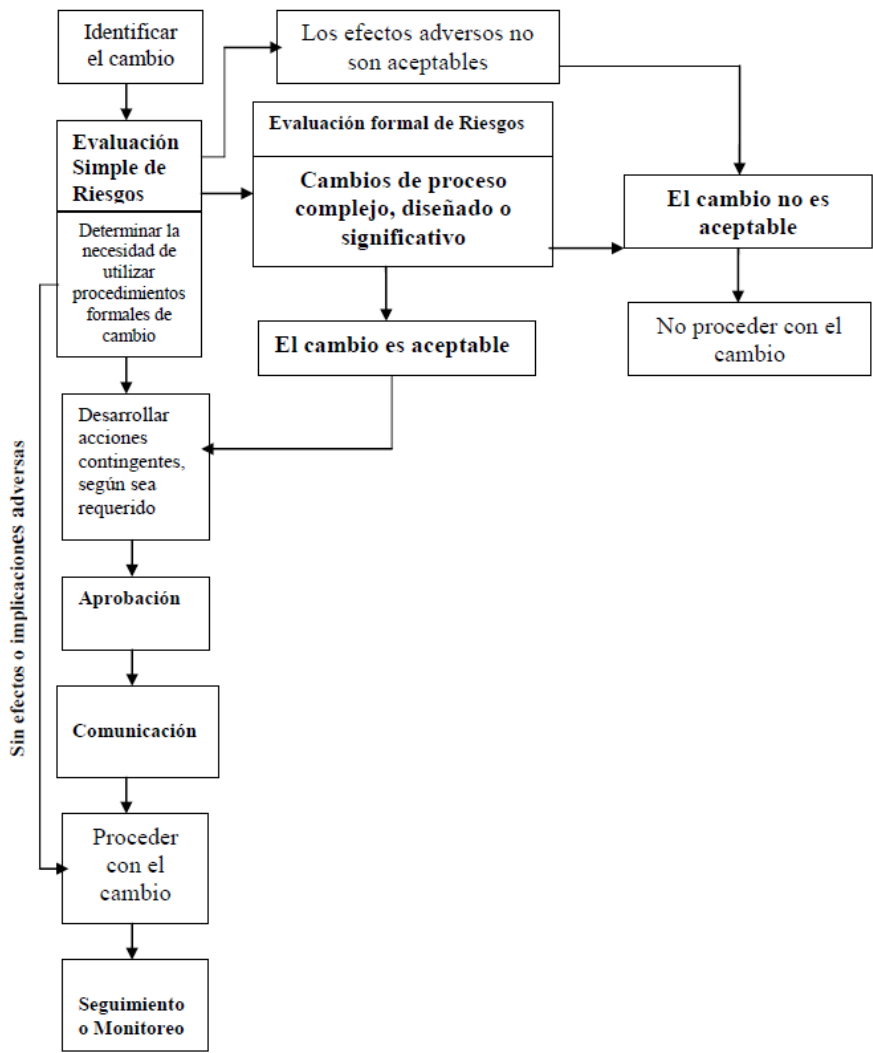 Identificar
el cambio
Los efectos adversos no
son aceptables
Evaluación
Simple de
Riesgos
Determinar la
necesidad de
utilizar
procedimientos
formales de
cambio
Evaluación formal de Riesgos
Cambios de proceso
complejo, diseñado o
significativo
El cambio no es
aceptable
No proceder con el
cambio
El cambio es aceptable
Desarrollar
acciones
contingentes,
según sea
requerido
Sin efectos o implicaciones adversas
Aprobación
Comunicación
Proceder
con el
cambio
Seguimiento
o Monitoreo